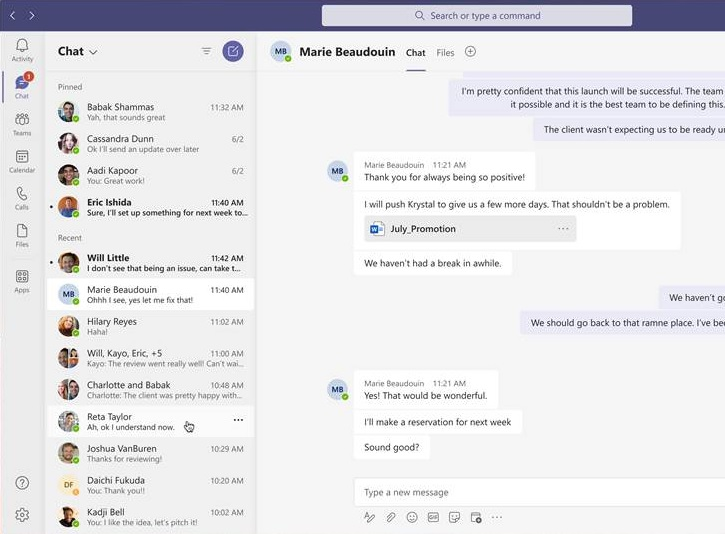 Search or type a command
Activity
Chat
1
Teams
Calendar
Calls
Files
Apps
Chat
Pinned
Babak Shammas 11:32 AM
Yah, that sounds great
Cassandra Dunn 6/2
Ok I'll send an update over later
Aadi Kapoor 6/2
You: Great work!
Eric Ishida 11:40 AM
Sure, I'll set up something for next week to...
Recent
Will Little 11:42 AM
I don't see that being an issue, can take t...
MB
Marie Beaudouin 11:40 AM
Ohhh I see, yes let me fix that!
Hilary Reyes 11:02 AM
Haha!
Will, Kayo, Eric, +5 11:00 AM
Kayo: The review went really well! Can't wai...
Charlotte and Babak 10:48 AM
Charlotte: The client was pretty happy with...
Reta Taylor ...
Ah, ok I understand now.
Joshua VanBuren 10:29 AM
Thanks for reviewing!
DF
Daichi Fukuda 10:20 AM
You: Thank you!!
Kadji Bell 10:02 AM
You: I like the idea, let's pitch it!
MB Marie Beaudouin Chat Files
I'm pretty confident that this launch will be successful. The team
it possible and it is the best team to be defining this.
The client wasn't expecting us to be ready
MB
Marie Beaudouin 11:21 AM
Thank you for always being so positive!
I will push Krystal to give us a few more days. That shouldn't be a problem.
W July_Promotion ...
We haven't had a break in awhile.
We haven't
We should go back to that ramne place. I've
MB
Marie Beaudouin 11:21 AM
Yes! That would be wonderful.
I'll make a reservation for next week
Sound good?
Type a new message
GIF
...